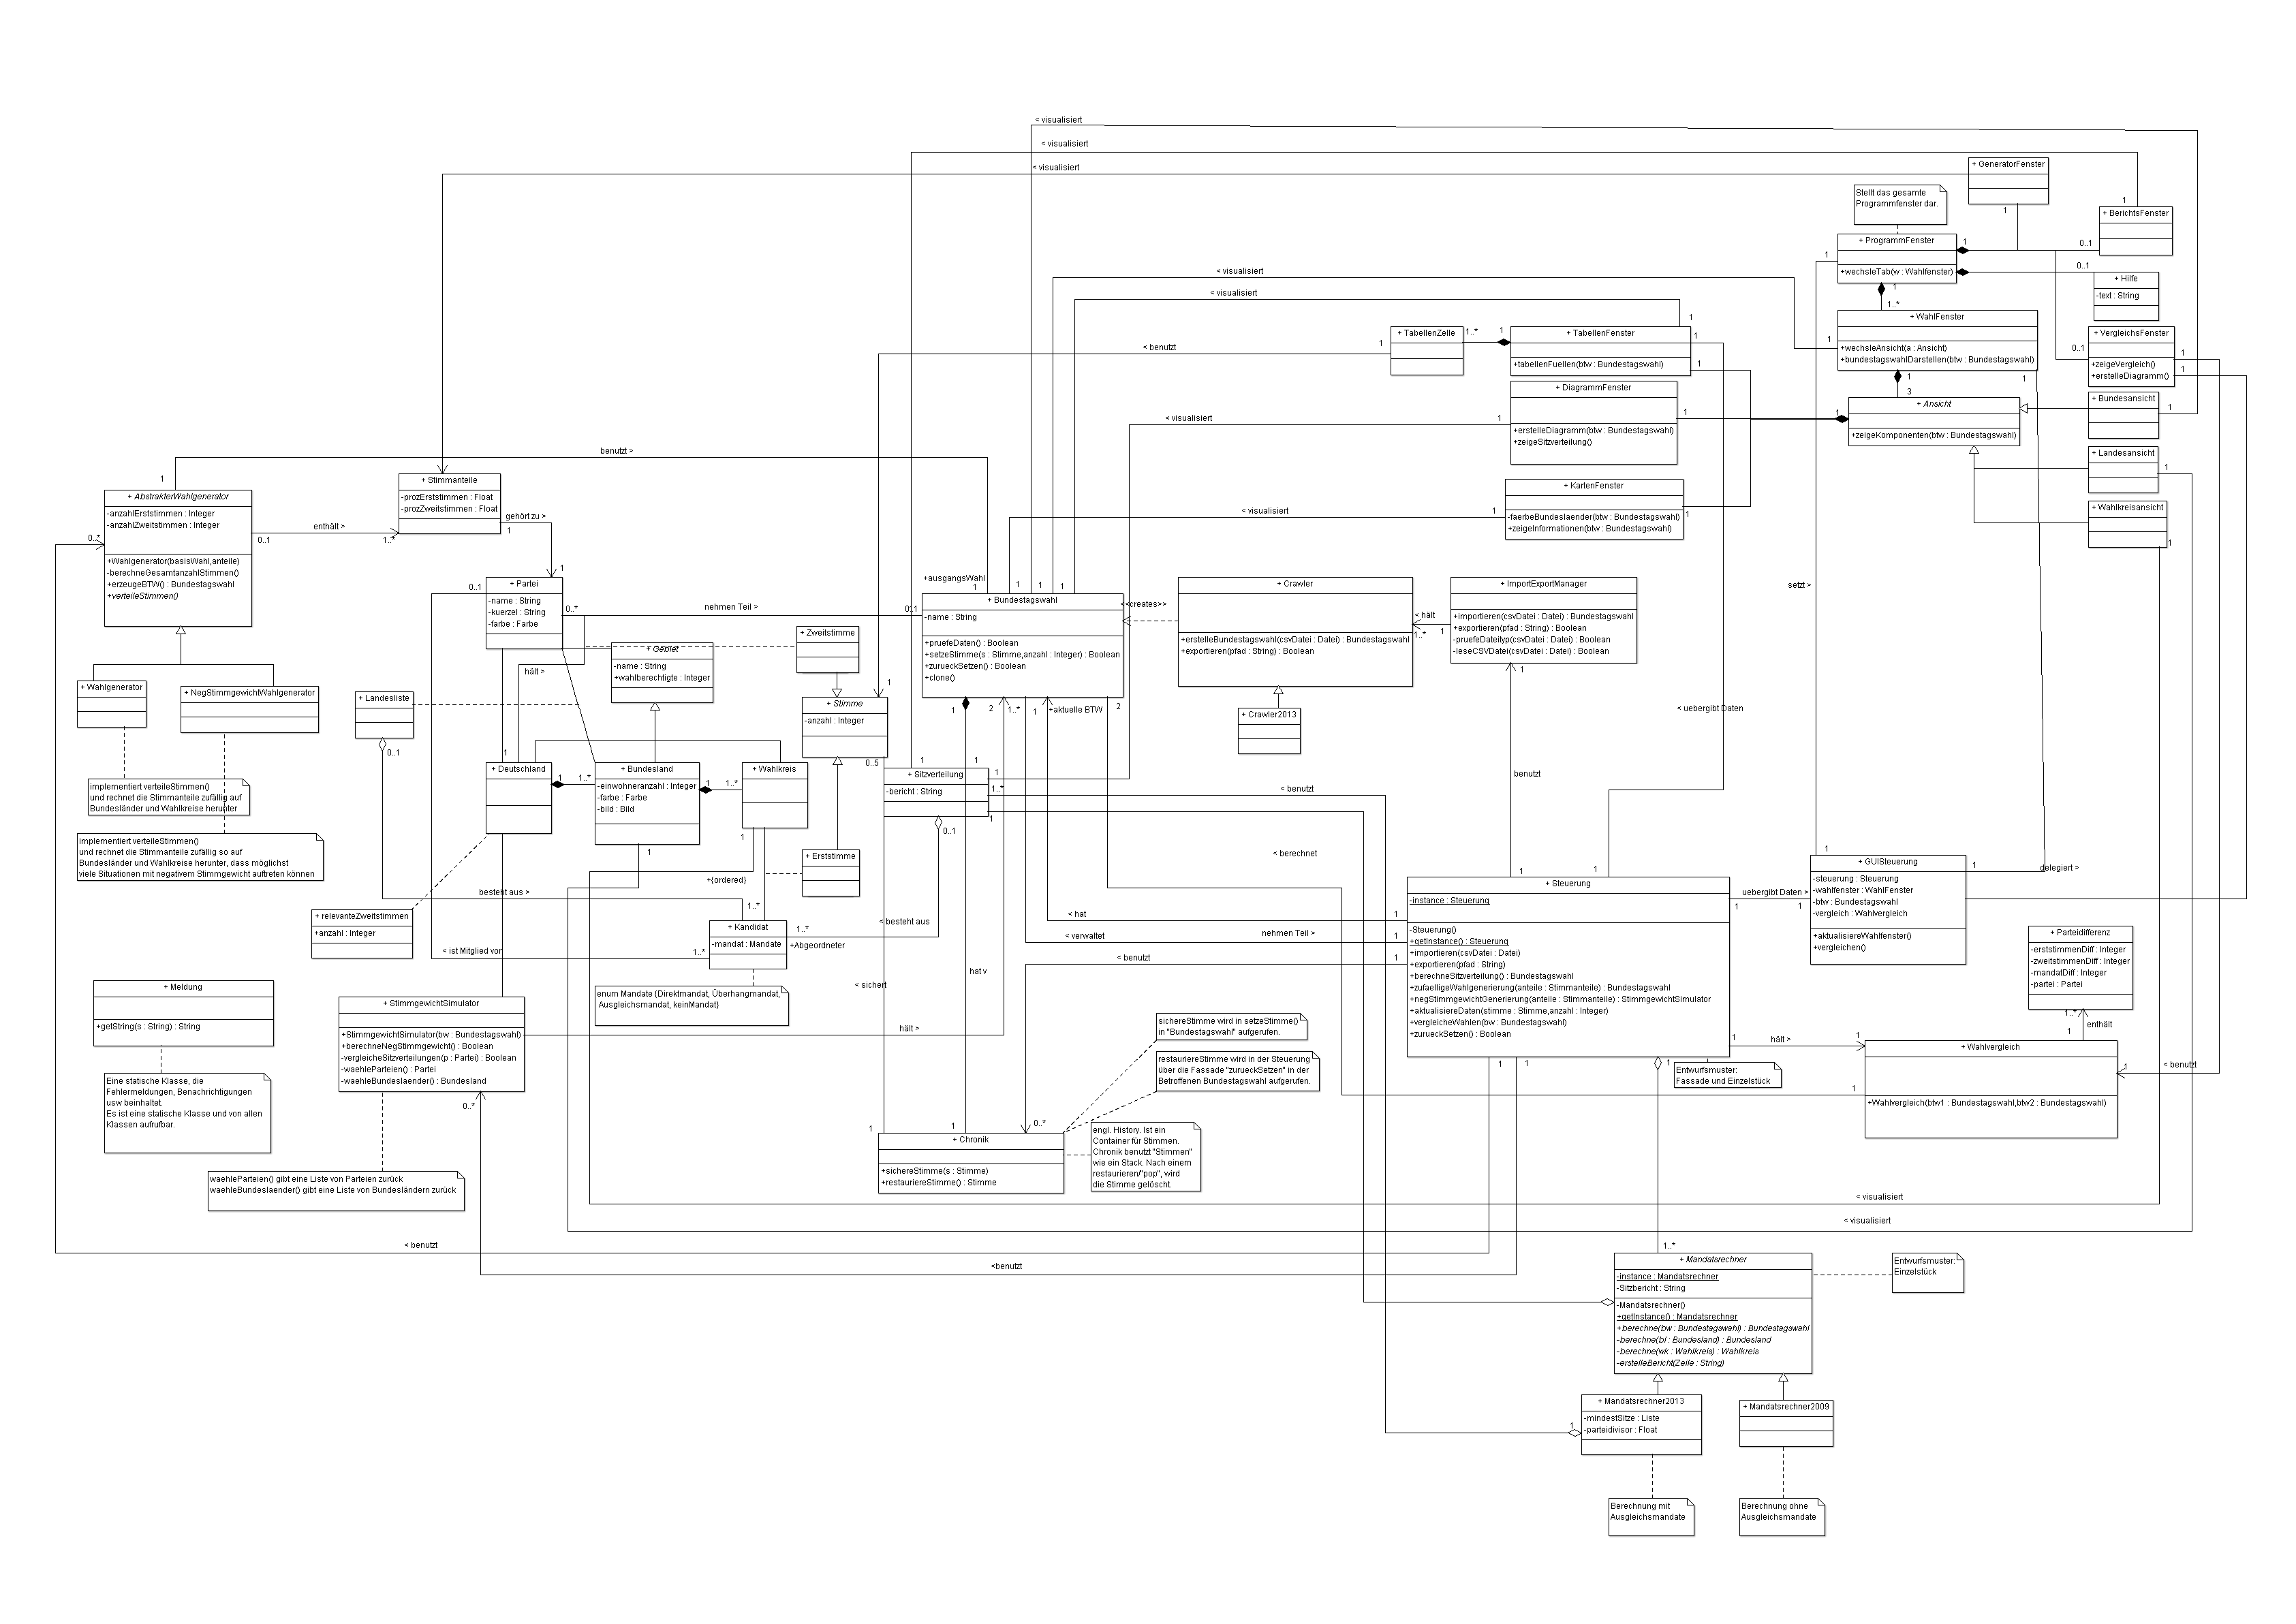 < visualisiert
< visualisiert
< visualisiert
+ GeneratorFenster
1
Stellt das gesamte
Programmfenster dar.
1
+ BerichtsFenster
+ ProgrammFenster
+wechsleTab(w : Wahlfenster)
1
1
0..1
0..1
1
1..*
+ Hilfe
-text : String
< visualisiert
< visualisiert
+ WahlFenster
+wechsleAnsicht(a : Ansicht)
+bundestagswahlDarstellen(btw : Bundestagswahl)
1
1
3
1
+ VergleichsFenster
+zeigeVergleich()
+erstelleDiagramm()
0..1
1
1
+ TabellenZelle
1
1..*
1
+ TabellenFenster
+tabellenFuellen(btw : Bundestagswahl)
1
1
1
< benutzt
+ DiagrammFenster
+erstelleDiagramm(btw : Bundestagswahl)
+zeigeSitzverteilung()
1
1
< visualisiert
+ Ansicht
+zeigeKomponenten(btw : Bundestagswahl)
1
+ Bundesansicht
1
+ Landesansicht
1
+ Wahlkreisansicht
1
+ KartenFenster
-faerbeBundeslaender(btw : Bundestagswahl)
+zeigeInformationen(btw : Bundestagswahl)
1
1
< visualisiert
benutzt >
1
+ AbstrakterWahlgenerator
-anzahlErststimmen : Integer
-anzahlZweitstimmen : Integer
+Wahlgenerator(basisWahl,anteile)
-berechneGesamtanzahlStimmen()
+erzeugeBTW() : Bundestagswahl
+verteileStimmen()
0..*
0..1
enthält >
1..*
+ Stimmanteile
-prozErststimmen : Float
-prozZweitstimmen : Float
gehört zu >
1
1
+ Partei
-name : String
-kuerzel : String
-farbe : Farbe
0..1
0..*
nehmen Teil >
0..1
1
+ausgangsWahl
1
1
1
1
1
+ Bundestagswahl
-name : String
+pruefeDaten() : Boolean
+setzeStimme(s : Stimme,anzahl : Integer) : Boolean
+zurueckSetzen() : Boolean
+clone()
<<creates>>
+ Crawler
+erstelleBundestagswahl(csvDatei : Datei) : Bundestagswahl
+exportieren(pfad : String) : Boolean
< hält
1..*
1
+ ImportExportManager
+importieren(csvDatei : Datei) : Bundestagswahl
+exportieren(pfad : String) : Boolean
-pruefeDateityp(csvDatei : Datei) : Boolean
-leseCSVDatei(csvDatei : Datei) : Boolean
1
setzt >
+ Crawler2013
< uebergibt Daten
+ Zweitstimme
+ Gebiet
-name : String
+wahlberechtigte : Integer
hält >
+ Wahlgenerator
+ NegStimmgewichtWahlgenerator
+ Landesliste
0..1
1
+ Stimme
-anzahl : Integer
0..5
1
2
1..*
1
+aktuelle BTW
2
1
+ Deutschland
1
1..*
+ Bundesland
-einwohneranzahl : Integer
-farbe : Farbe
-bild : Bild
1
1
1..*
+ Wahlkreis
1
1
1
+ Sitzverteilung
-bericht : String
1
1..*
1
0..1
implementiert verteileStimmen()
und rechnet die Stimmanteile zufällig auf
Bundesländer und Wahlkreise herunter
implementiert verteileStimmen()
und rechnet die Stimmanteile zufällig so auf
Bundesländer und Wahlkreise herunter, dass möglichst
viele Situationen mit negativem Stimmgewicht auftreten können
benutzt
< benutzt
< berechnet
+ Erststimme
+{ordered}
besteht aus >
1..*
+ Kandidat
-mandat : Mandate
1..*
+Abgeordneter
< besteht aus
< ist Mitglied von
1..*
enum Mandate (Direktmandat, Überhangmandat,
Ausgleichsmandat, keinMandat)
+ relevanteZweitstimmen
+anzahl : Integer
1
1
+ Steuerung
-instance : Steuerung
-Steuerung()
+getInstance() : Steuerung
+importieren(csvDatei : Datei)
+exportieren(pfad : String)
+berechneSitzverteilung() : Bundestagswahl
+zufaelligeWahlgenerierung(anteile : Stimmanteile) : Bundestagswahl
+negStimmgewichtGenerierung(anteile : Stimmanteile) : StimmgewichtSimulator
+aktualisiereDaten(stimme : Stimme,anzahl : Integer)
+vergleicheWahlen(bw : Bundestagswahl)
+zurueckSetzen() : Boolean
< hat
1
< verwaltet
nehmen Teil >
1
< benutzt
1
uebergibt Daten >
1
1
1
+ GUISteuerung
-steuerung : Steuerung
-wahlfenster : WahlFenster
-btw : Bundestagswahl
-vergleich : Wahlvergleich
+aktualisiereWahlfenster()
+vergleichen()
1
delegiert >
+ Parteidifferenz
-erststimmenDiff : Integer
-zweitstimmenDiff : Integer
-mandatDiff : Integer
-partei : Partei
1..*
enthält
1
+ Meldung
+getString(s : String) : String
Eine statische Klasse, die
Fehlermeldungen, Benachrichtigungen
usw beinhaltet.
Es ist eine statische Klasse und von allen
Klassen aufrufbar.
hat v
< sichert
+ StimmgewichtSimulator
+StimmgewichtSimulator(bw : Bundestagswahl)
+berechneNegStimmgewicht() : Boolean
-vergleicheSitzverteilungen(p : Partei) : Boolean
-waehleParteien() : Partei
-waehleBundeslaender() : Bundesland
hält >
0..*
waehleParteien() gibt eine Liste von Parteien zurück
waehleBundeslaender() gibt eine Liste von Bundesländern zurück
sichereStimme wird in setzeStimme()
in "Bundestagswahl" aufgerufen.
restauriereStimme wird in der Steuerung
über die Fassade "zurueckSetzen" in der
Betroffenen Bundestagswahl aufgerufen.
1
1
0..*
+ Chronik
+sichereStimme(s : Stimme)
+restauriereStimme() : Stimme
engl. History. Ist ein
Container für Stimmen.
Chronik benutzt "Stimmen"
wie ein Stack. Nach einem
restaurieren/"pop", wird
die Stimme gelöscht.
1
hält >
1
+ Wahlvergleich
+Wahlvergleich(btw1 : Bundestagswahl,btw2 : Bundestagswahl)
1
1
< benutzt
1
1
1
Entwurfsmuster:
Fassade und Einzelstück
< visualisiert
< visualisiert
< benutzt
<benutzt
1..*
+ Mandatsrechner
-instance : Mandatsrechner
-Sitzbericht : String
-Mandatsrechner()
+getInstance() : Mandatsrechner
+berechne(bw : Bundestagswahl) : Bundestagswahl
-berechne(bl : Bundesland) : Bundesland
-berechne(wk : Wahlkreis) : Wahlkreis
-erstelleBericht(Zeile : String)
Entwurfsmuster:
Einzelstück
1
+ Mandatsrechner2013
-mindestSitze : Liste
-parteidivisor : Float
+ Mandatsrechner2009
Berechnung mit
Ausgleichsmandate
Berechnung ohne
Ausgleichsmandate